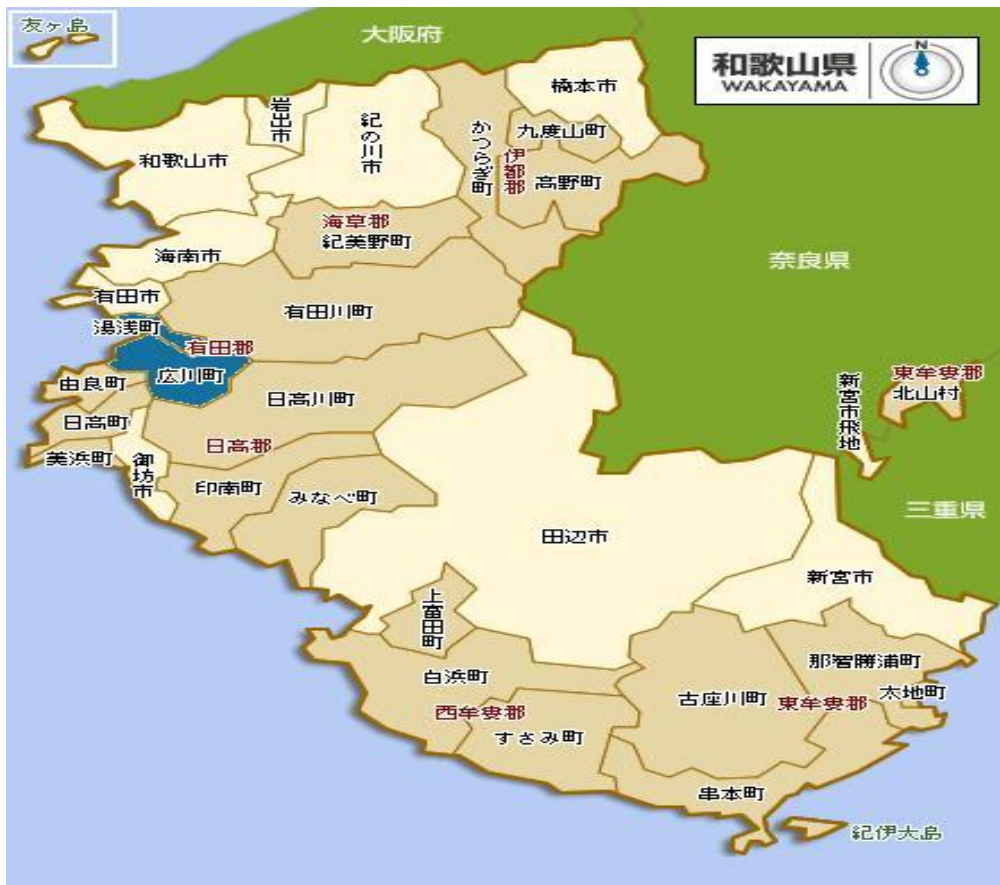 友ヶ島
大阪府
和歌山県
WAKAYAMA
N
橋本市
岩出市
紀の川市
かつらぎ町
九度山町
伊都郡
高野町
和歌山市
海草郡
紀美野町
海南市
奈良県
有田市
有田川町
湯浅町
有田郡
広川町
由良町
日高川町
東牟婁郡
北山村
新宮市飛地
日高町
日高郡
美浜町
御坊市
印南町
みなべ町
三重県
田辺市
新宮市
上富田町
白浜町
那智勝浦町
太地町
古座川町
東牟婁郡
西牟婁郡
すさみ町
串本町
紀伊大島